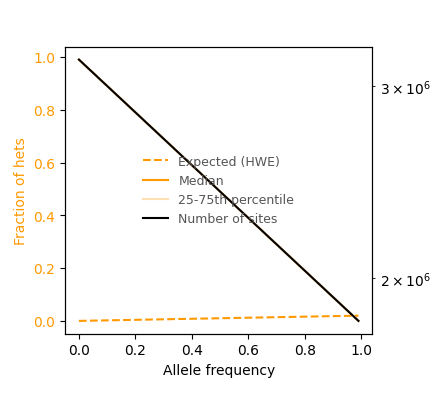 1.0
0.8
0.6
0.4
0.2
0.0
Fraction of hets
Expected (HWE)
Median
25-75th percentile
Number of sites
3 × 10⁶
2 × 10⁶
0.0 0.2 0.4 0.6 0.8 1.0
Allele frequency